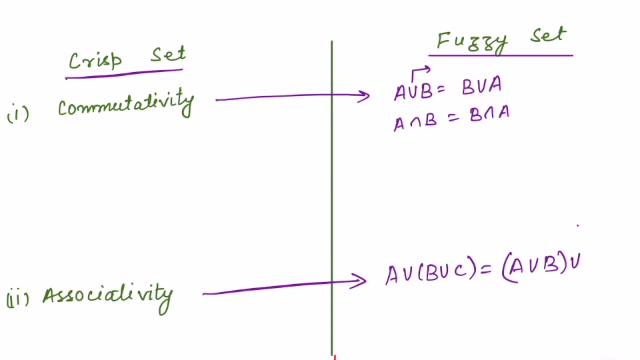 Crisp Set
Fuzzy Set
(i) Commutativity
A∪B = B∪A
A∩B = B∩A
(ii) Associativity
A∪(B∪C) = (A∪B)∪